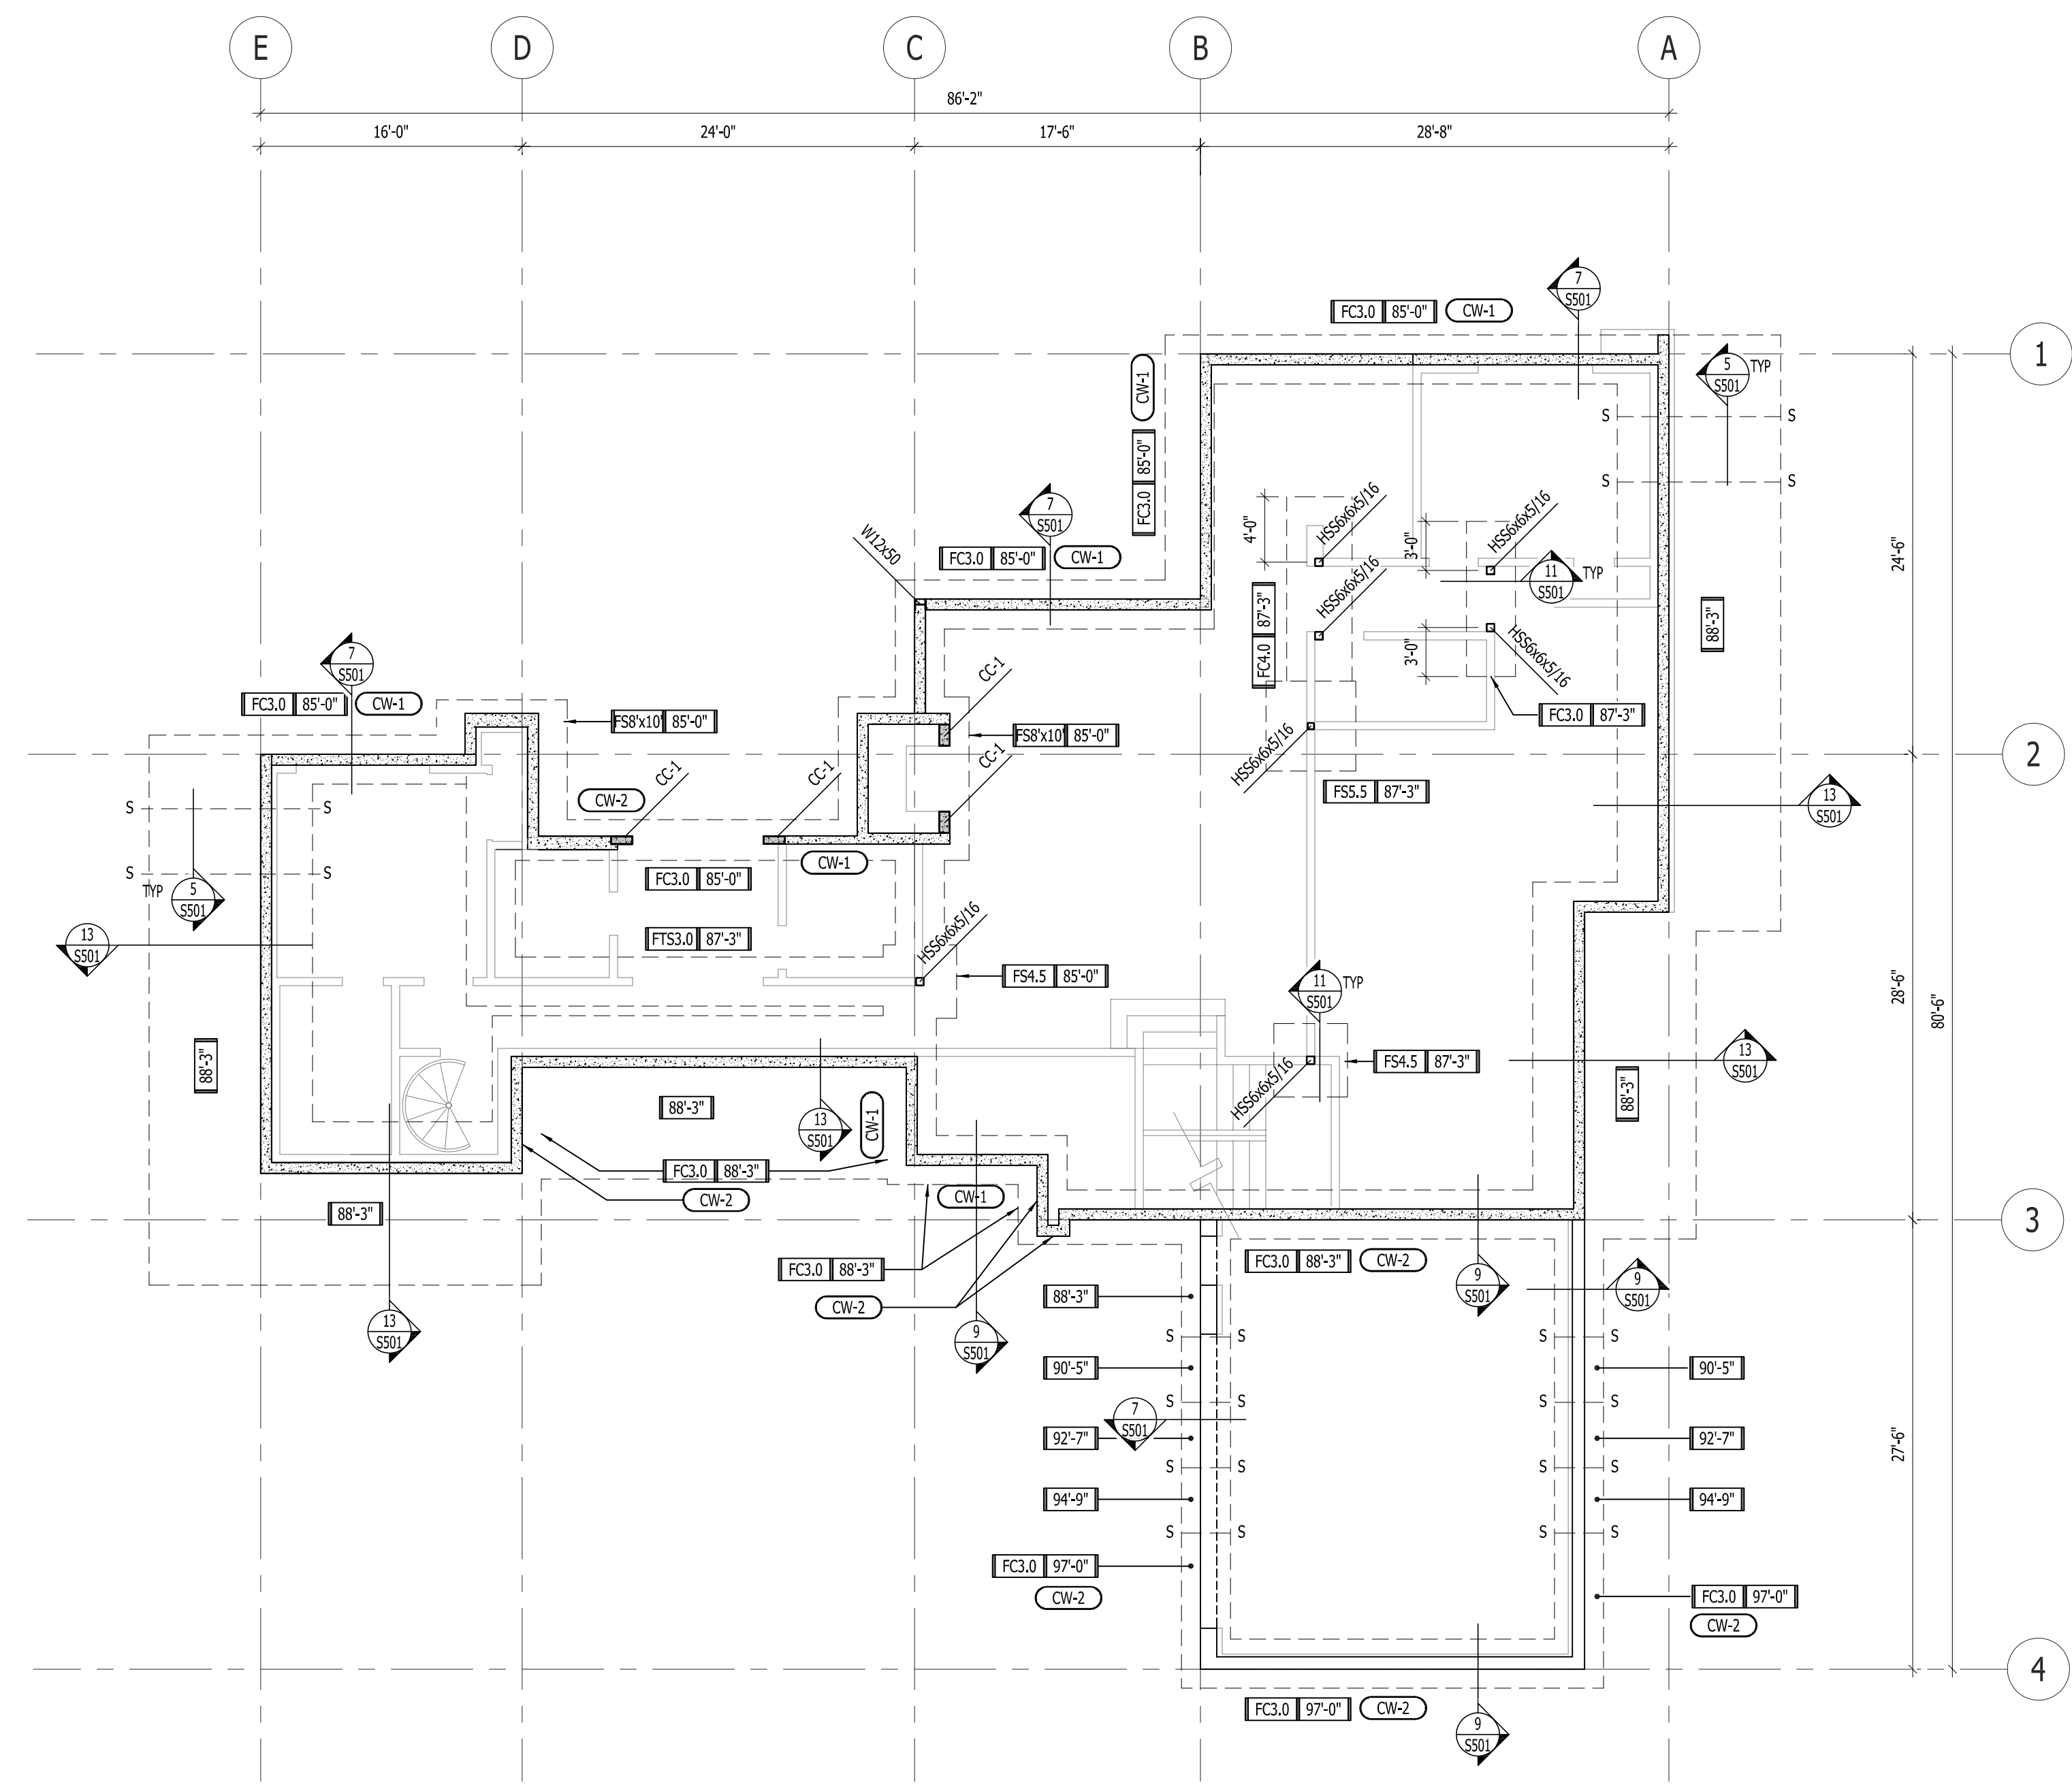 E D C B A
86'-2"
16'-0" 24'-0" 17'-6" 28'-8"
7
S501
FC3.0 85'-0" CW-1
1
CW-1
5
S501
TYP
S S
85'-0"
FC3.0
S S
7
S501
W12x50
FC3.0 85'-0" CW-1
4'-0"
HSS6x6x5/16
3'-0"
HSS6x6x5/16
11
S501
TYP
24'-6"
HSS6x6x5/16
87'-3"
FC4.0
3'-0"
HSS6x6x5/16
88'-3"
7
S501
FC3.0 85'-0" CW-1
CC-1
FS8'x10' 85'-0"
FS8'x10' 85'-0"
FC3.0 87'-3"
2
HSS6x6x5/16
CC-1
CC-1
CC-1
CW-2
FS5.5 87'-3"
13
S501
S S
CW-1
S S
TYP
5
S501
FC3.0 85'-0"
13
S501
FTS3.0 87'-3"
HSS6x6x5/16
FS4.5 85'-0"
11
S501
TYP
28'-6"
80'-6"
88'-3"
FS4.5 87'-3"
13
S501
HSS6x6x5/16
88'-3"
88'-3"
13
S501
CW-1
FC3.0 88'-3"
CW-2
CW-1
88'-3"
3
FC3.0 88'-3"
FC3.0 88'-3" CW-2
CW-2
88'-3"
9
S501
9
S501
13
S501
9
S501
S S S S
90'-5" 90'-5"
S S S S
7
S501
92'-7" 92'-7"
27'-6"
S S S S
94'-9" 94'-9"
S S S S
FC3.0 97'-0"
CW-2
FC3.0 97'-0"
CW-2
4
FC3.0 97'-0" CW-2
9
S501